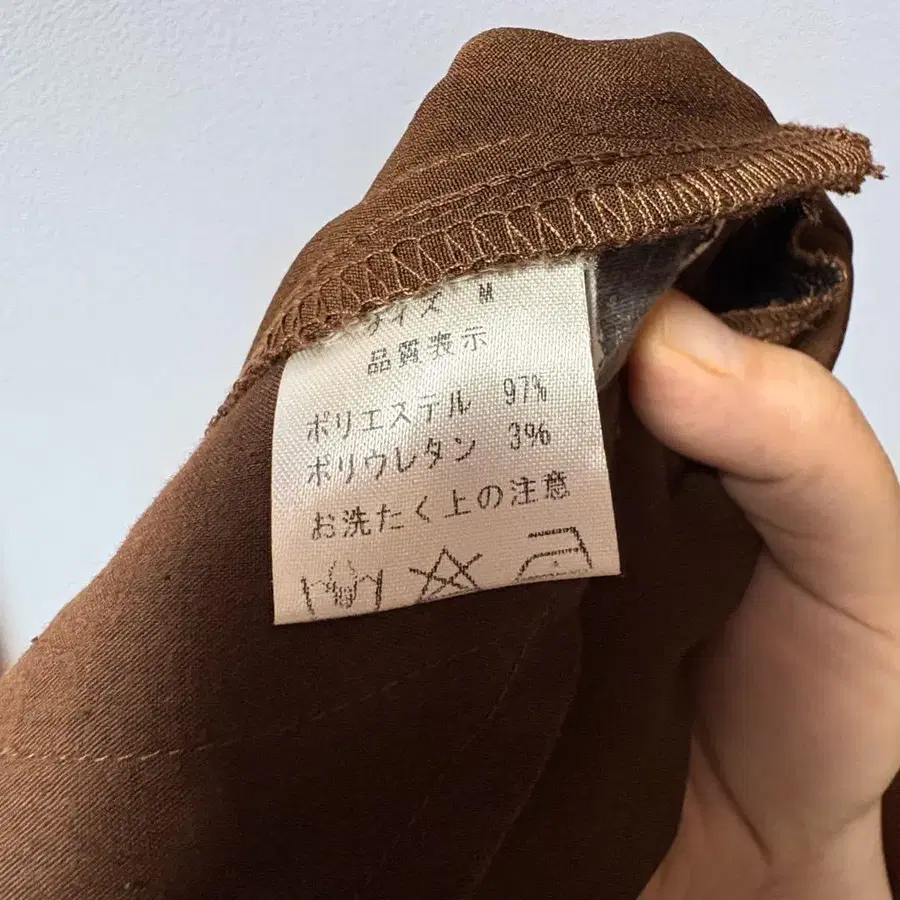 サイズ M
品質表示
ポリエステル 97%
ポリウレタン 3%
お洗たく上の注意